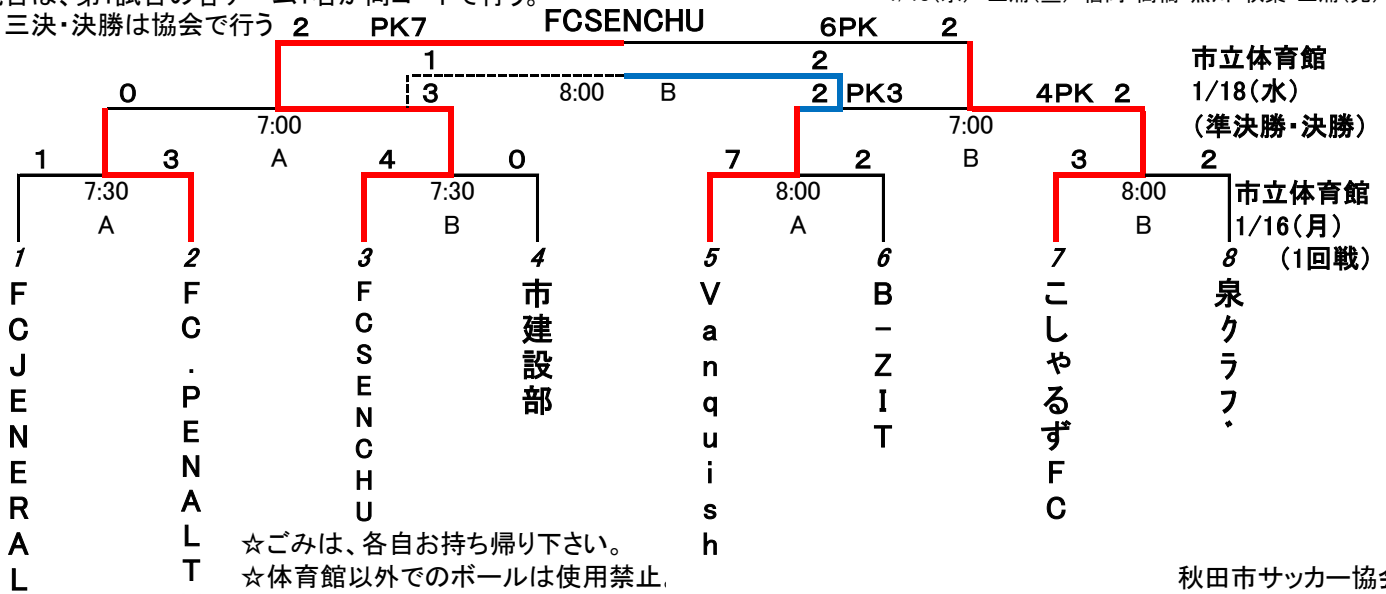 三決・決勝は協会で行う
FCSENCHU
2 PK7 6PK 2
1 2
8:00 B
0 3 2 PK3 4PK 2
7:00 7:00
A B
市立体育館
1/18(水)
(準決勝・決勝)
1 3 4 0 7 2 3 2
7:30 7:30 8:00 8:00
A B A B
市立体育館
1/16(月)
(1回戦)
1 2 3 4 5 6 7 8
FCJENERAL
FC.PENALT
FCSENCHU
市建設部
Vanquish
B-ZIT
こしゃるずFC
泉クラブ
☆ごみは、各自お持ち帰り下さい。
☆体育館以外でのボールは使用禁止.
秋田市サッカー協会